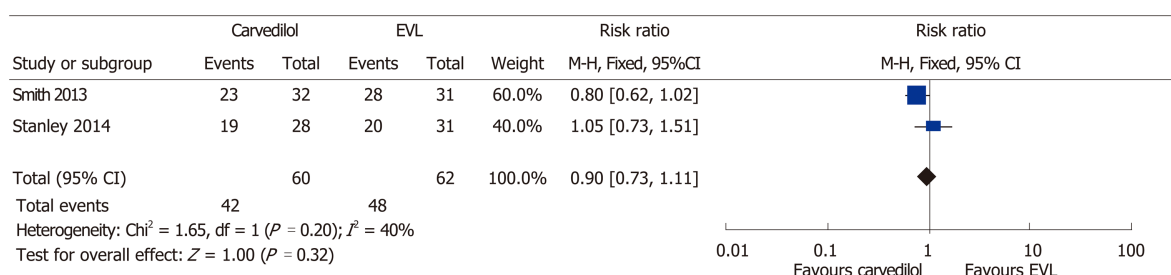 Carvedilol EVL Risk ratio Risk ratio
Study or subgroup Events Total Events Total Weight M-H, Fixed, 95%CI M-H, Fixed, 95% CI
Smith 2013 23 32 28 31 60.0% 0.80 [0.62, 1.02]
Stanley 2014 19 28 20 31 40.0% 1.05 [0.73, 1.51]
Total (95% CI) 60 62 100.0% 0.90 [0.73, 1.11]
Total events 42 48
Heterogeneity: Chi² = 1.65, df = 1 (P = 0.20); I² = 40%
Test for overall effect: Z = 1.00 (P = 0.32)
0.01 0.1 1 10 100
Favours carvedilol Favours EVL